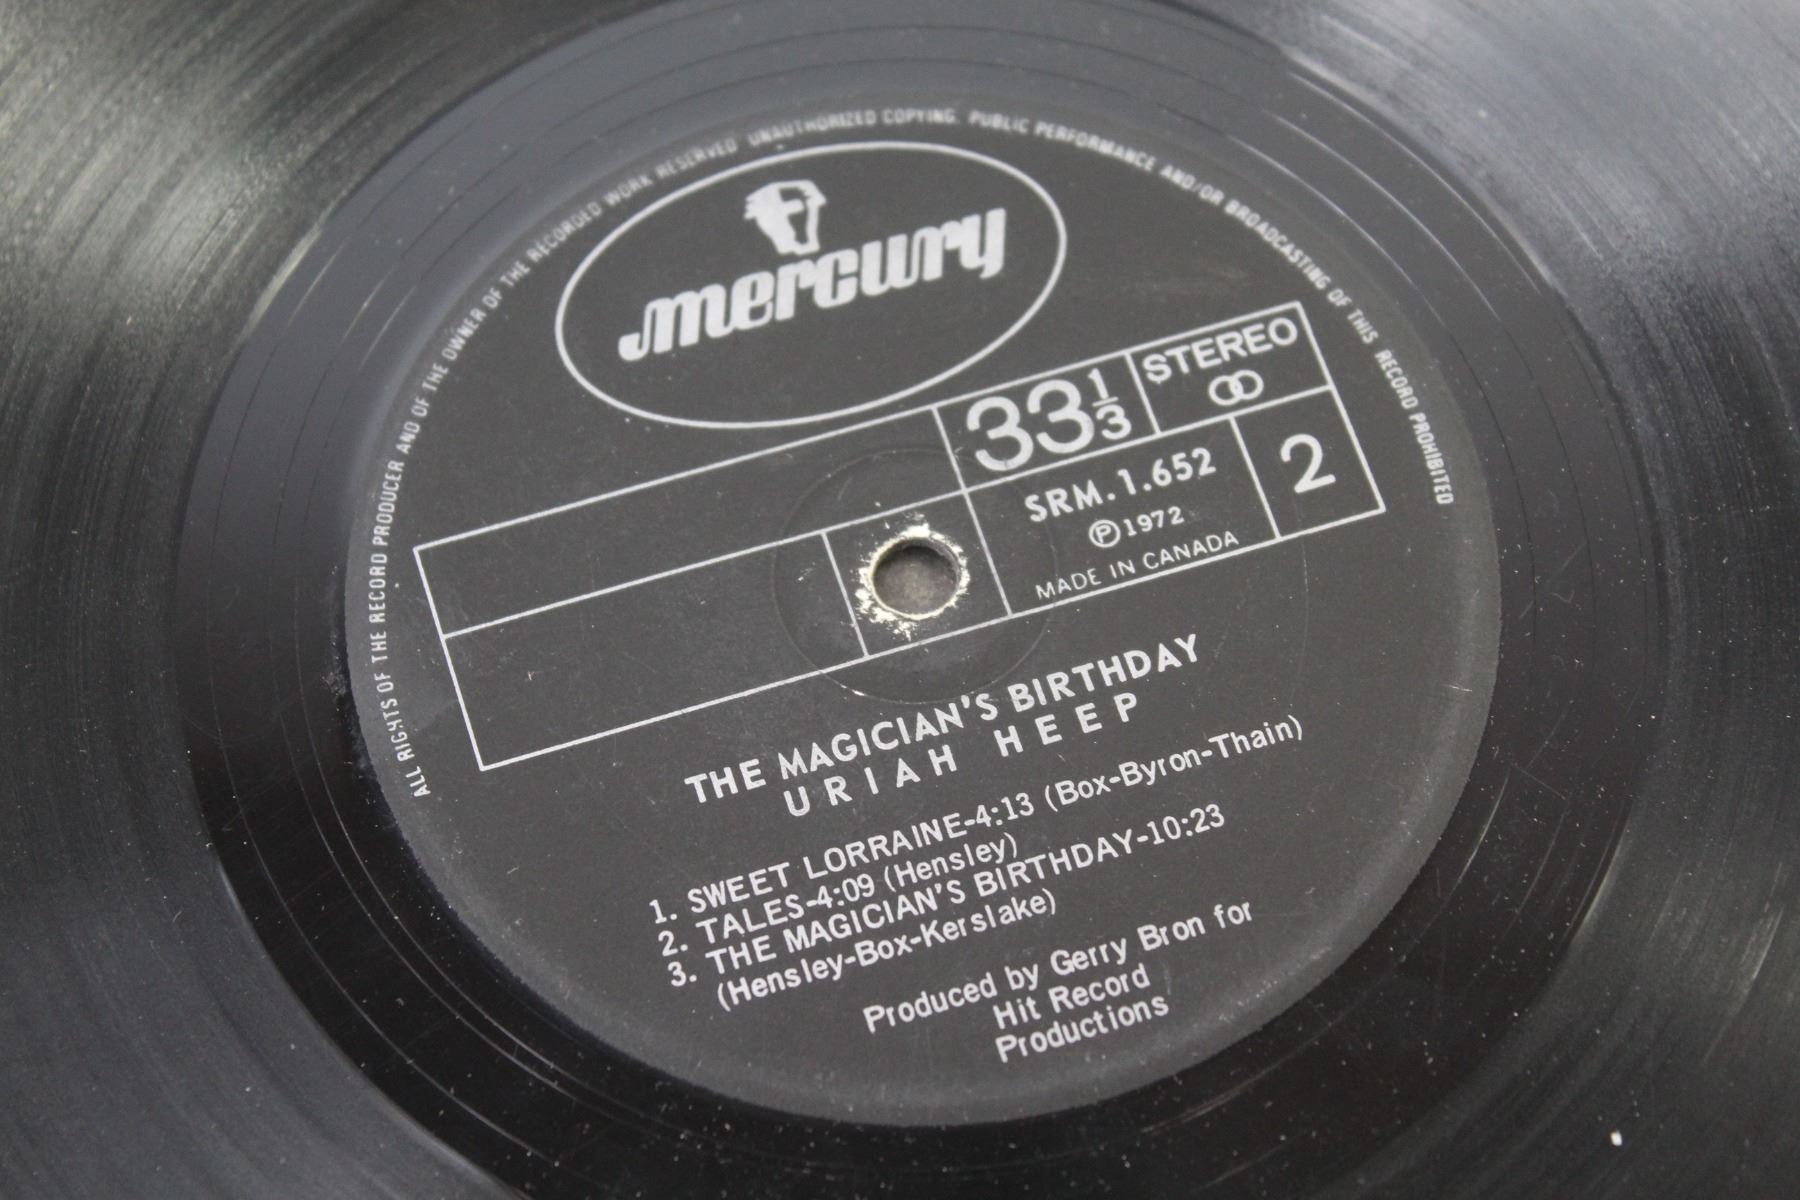 ALL RIGHTS OF THE RECORD PRODUCER AND OF THE OWNER OF THE RECORDED WORK RESERVED UNAUTHORIZED COPYING. PUBLIC PERFORMANCE AND/OR BROADCASTING OF THIS RECORD PROHIBITED
mercury
33 1/3
STEREO
SRM.1.652
2
Ⓟ1972
MADE IN CANADA
THE MAGICIAN'S BIRTHDAY
URIAH HEEP
1. SWEET LORRAINE-4:13 (Box-Byron-Thain)
2. TALES-4:09 (Hensley)
3. THE MAGICIAN'S BIRTHDAY-10:23
(Hensley-Box-Kerslake)
Produced by Gerry Bron for
Hit Record
Productions